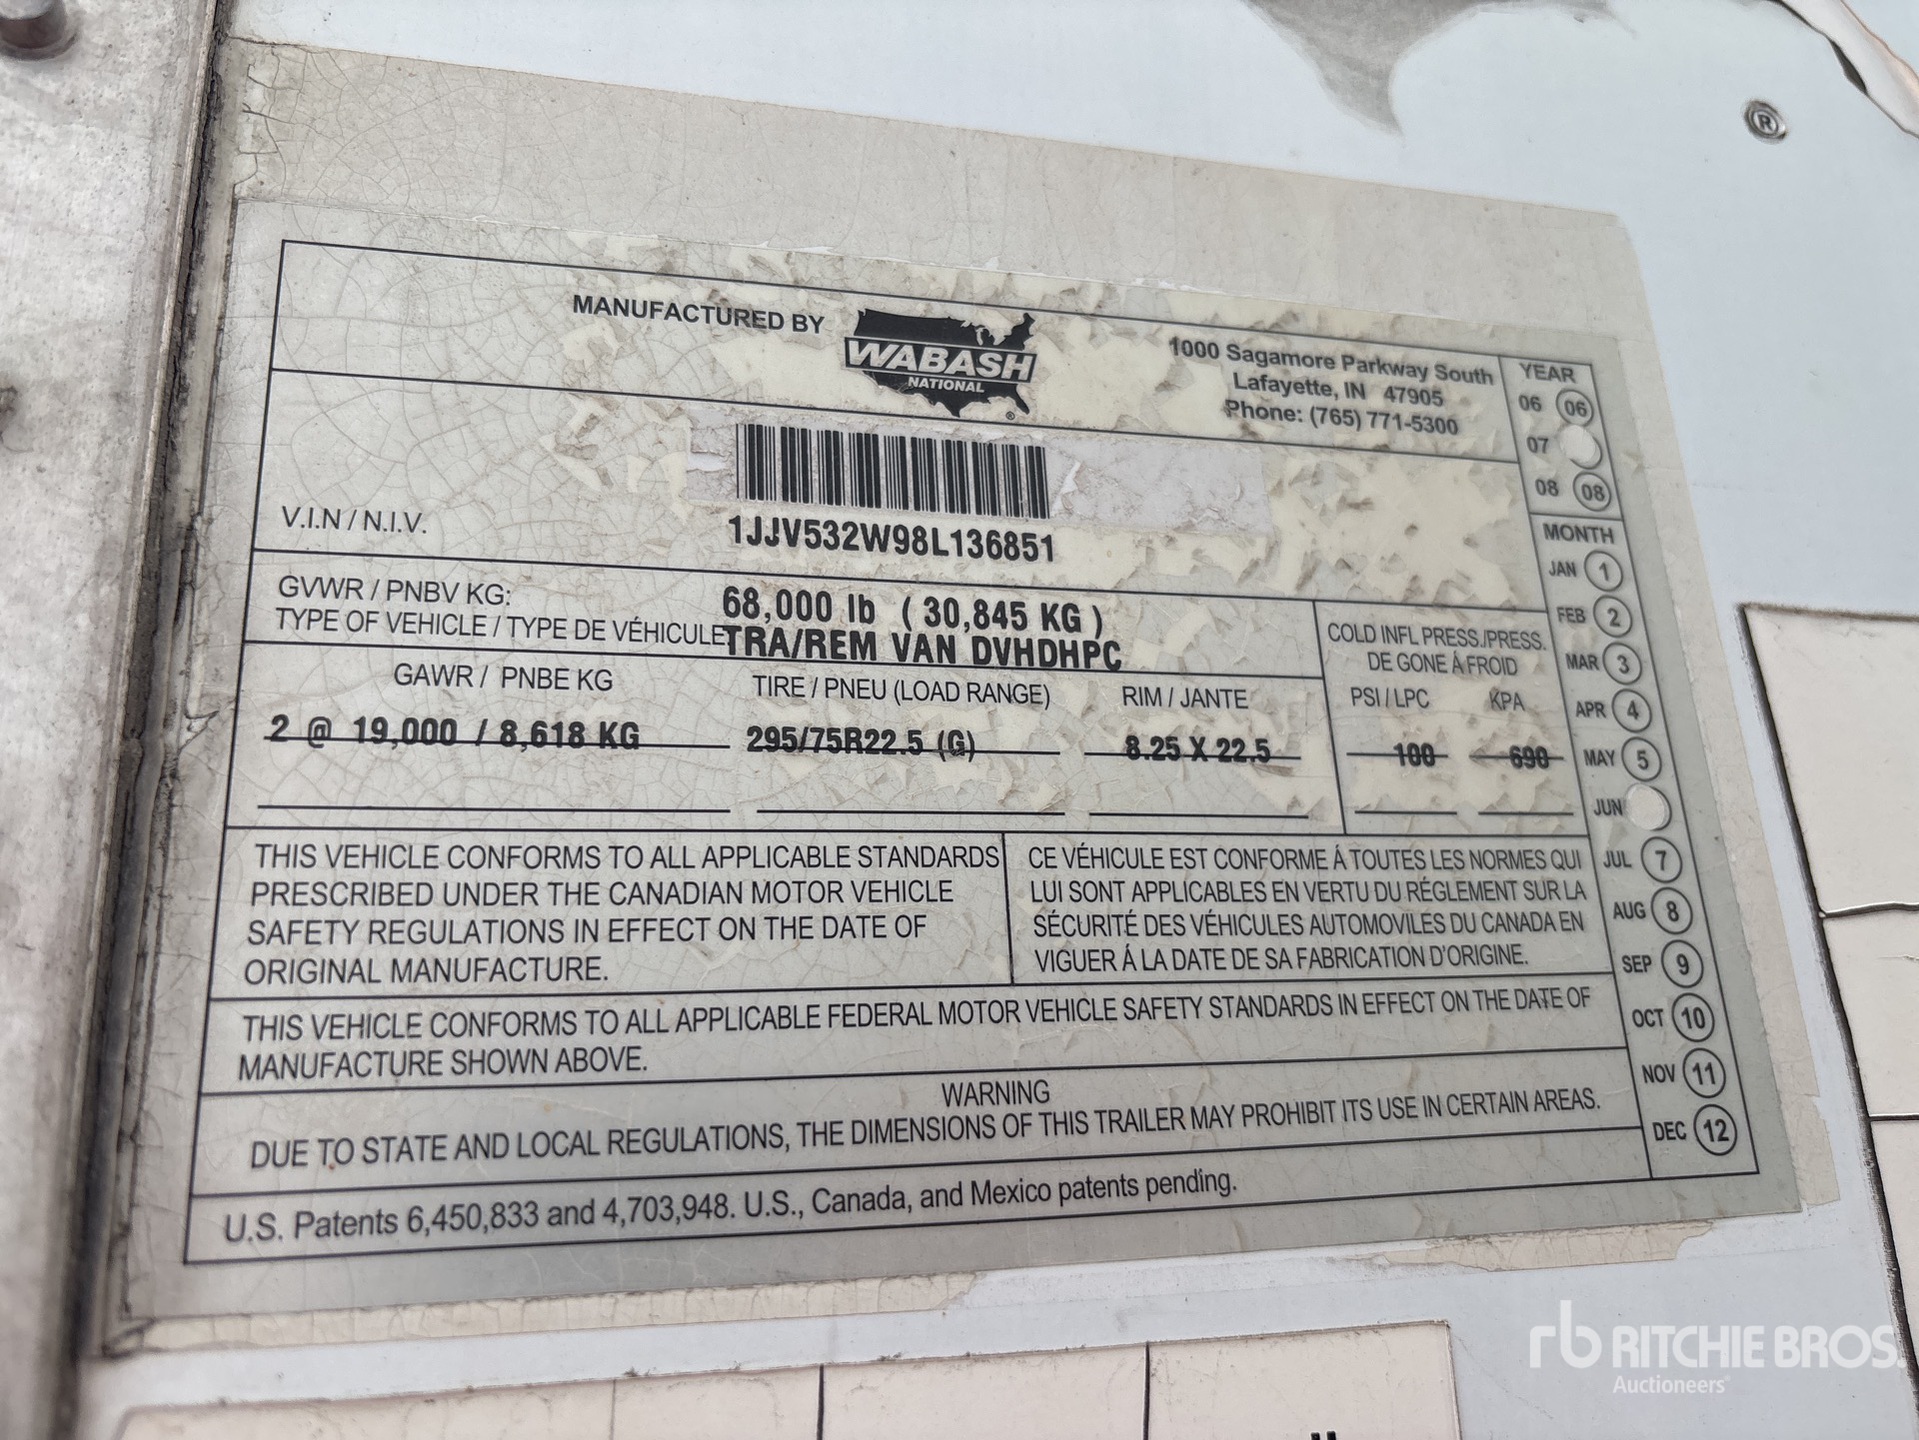 ®
MANUFACTURED BY
WABASH
NATIONAL
®
1000 Sagamore Parkway South
Lafayette, IN 47905
Phone: (765) 771-5300
V.I.N / N.I.V.
1JJV532W98L136851
GVWR / PNBV KG: 68,000 lb ( 30,845 KG )
TYPE OF VEHICLE / TYPE DE VÉHICULE TRA/REM VAN DVHDHPC
GAWR / PNBE KG TIRE / PNEU (LOAD RANGE) RIM / JANTE
2 @ 19,000 / 8,618 KG 295/75R22.5 (G) 8.25 X 22.5
COLD INFL PRESS./PRESS.
DE GONE À FROID
PSI / LPC KPA
100 690
THIS VEHICLE CONFORMS TO ALL APPLICABLE STANDARDS
PRESCRIBED UNDER THE CANADIAN MOTOR VEHICLE
SAFETY REGULATIONS IN EFFECT ON THE DATE OF
ORIGINAL MANUFACTURE.
CE VÉHICULE EST CONFORME À TOUTES LES NORMES QUI
LUI SONT APPLICABLES EN VERTU DU RÉGLEMENT SUR LA
SÉCURITÉ DES VÉHICULES AUTOMOVILES DU CANADA EN
VIGUER Á LA DATE DE SA FABRICATION D'ORIGINE.
THIS VEHICLE CONFORMS TO ALL APPLICABLE FEDERAL MOTOR VEHICLE SAFETY STANDARDS IN EFFECT ON THE DATE OF
MANUFACTURE SHOWN ABOVE.
WARNING
DUE TO STATE AND LOCAL REGULATIONS, THE DIMENSIONS OF THIS TRAILER MAY PROHIBIT ITS USE IN CERTAIN AREAS.
U.S. Patents 6,450,833 and 4,703,948. U.S., Canada, and Mexico patents pending.
YEAR
06 06
07
08 08
MONTH
JAN 1
FEB 2
MAR 3
APR 4
MAY 5
JUN
JUL 7
AUG 8
SEP 9
OCT 10
NOV 11
DEC 12
rb RITCHIE BROS.
Auctioneers